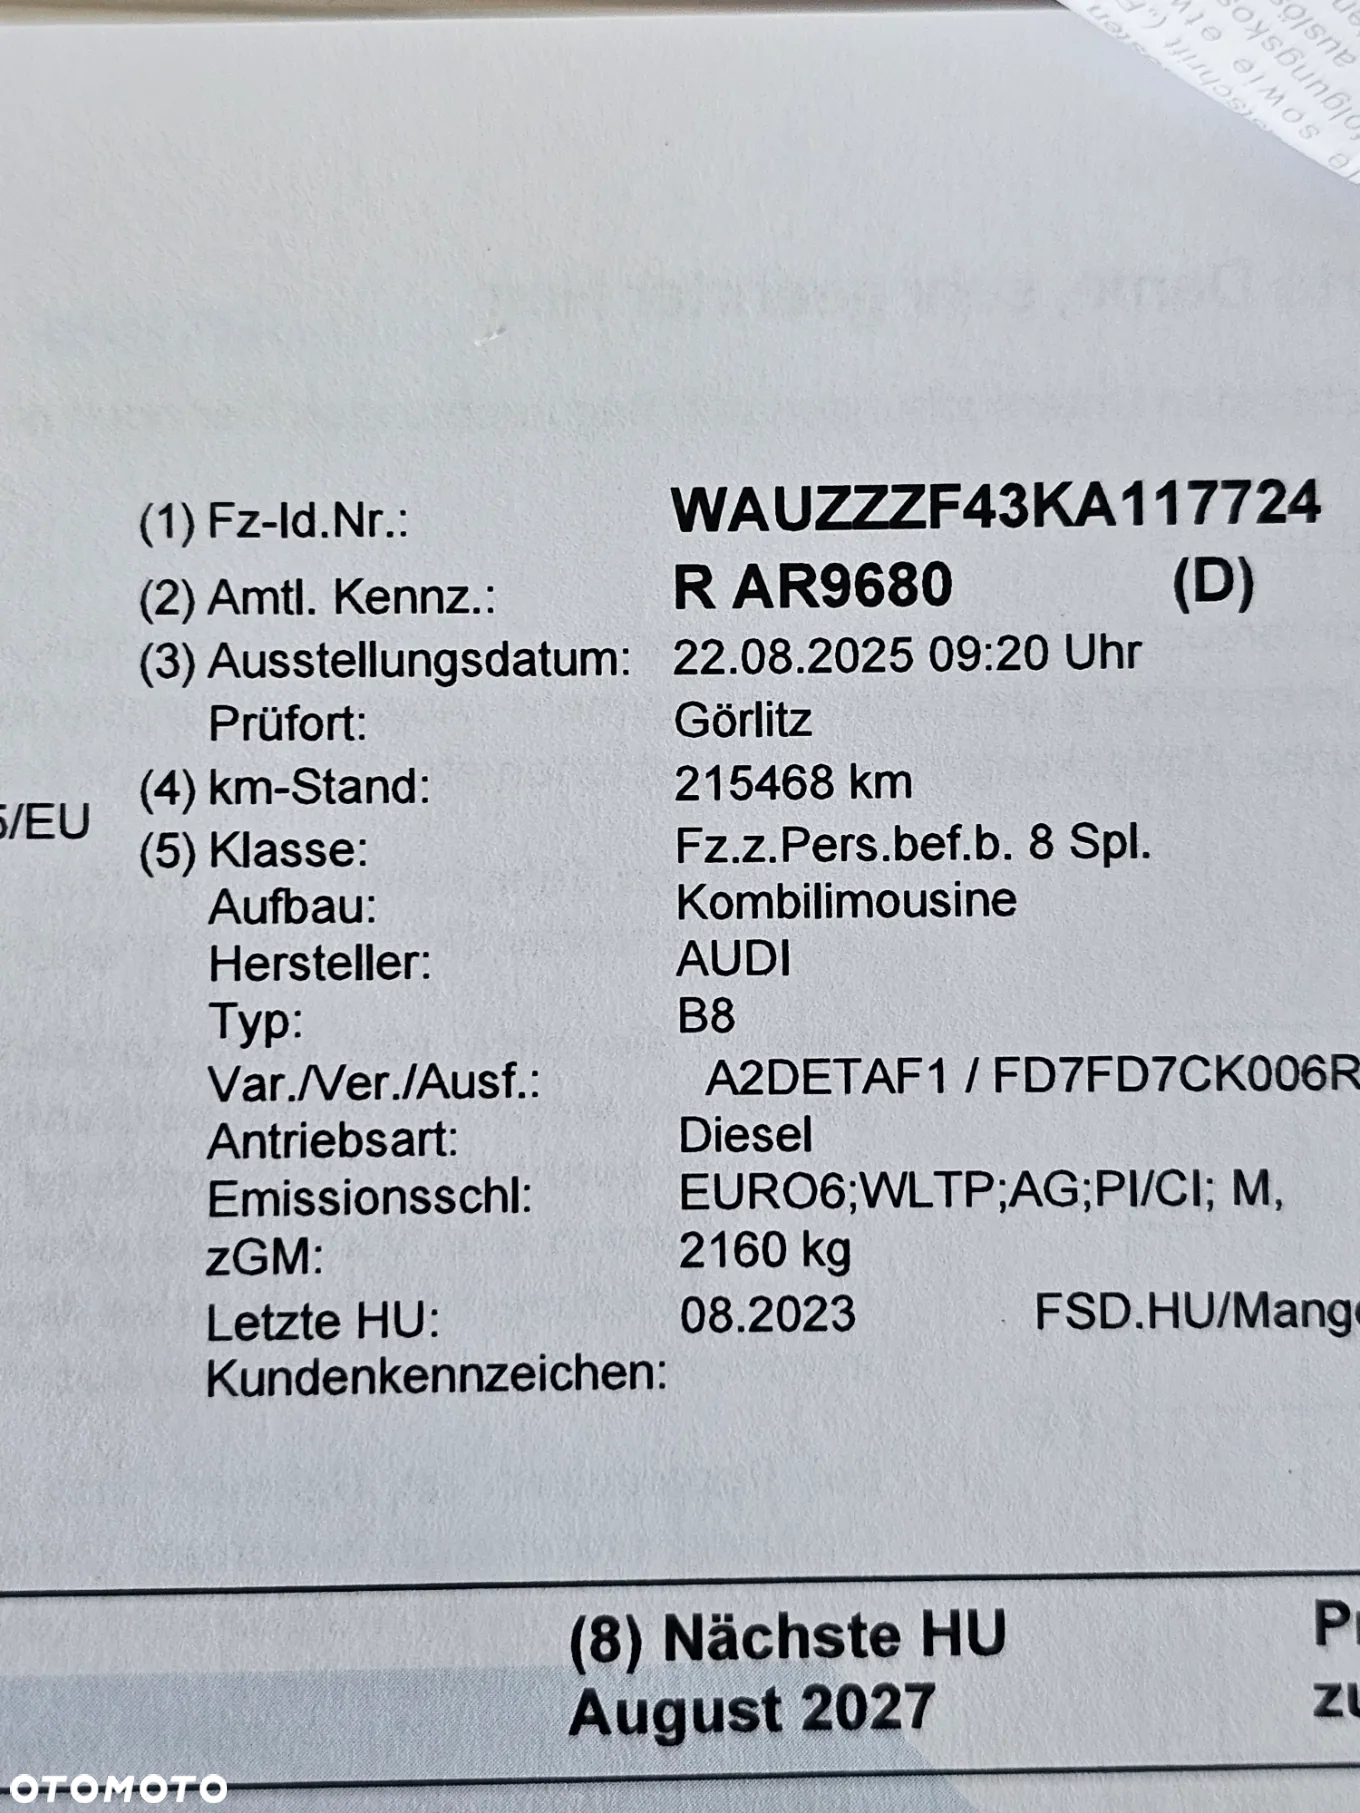 (1) Fz-Id.Nr.: WAUZZZF43KA117724
(2) Amtl. Kennz.: R AR9680 (D)
(3) Ausstellungsdatum: 22.08.2025 09:20 Uhr
Prüfort: Görlitz
(4) km-Stand: 215468 km
5/EU
(5) Klasse: Fz.z.Pers.bef.b. 8 Spl.
Aufbau: Kombilimousine
Hersteller: AUDI
Typ: B8
Var./Ver./Ausf.: A2DETAF1 / FD7FD7CK006R
Antriebsart: Diesel
Emissionsschl: EURO6;WLTP;AG;PI/CI; M,
zGM: 2160 kg
Letzte HU: 08.2023 FSD.HU/Mange
Kundenkennzeichen:
(8) Nächste HU
August 2027
zu
OTOMOTO